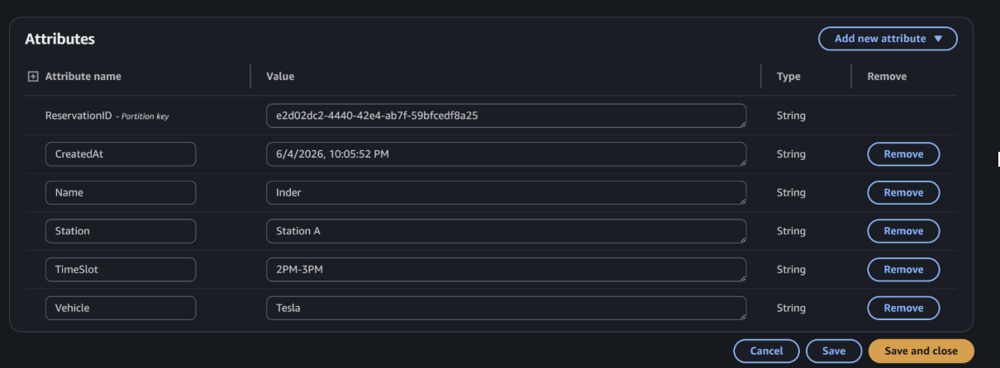 Attributes
Add new attribute
Attribute name Value Type Remove
ReservationID - Partition key e2d02dc2-4440-42e4-ab7f-59bfcedf8a25 String
CreatedAt 6/4/2026, 10:05:52 PM String Remove
Name Inder String Remove
Station Station A String Remove
TimeSlot 2PM-3PM String Remove
Vehicle Tesla String Remove
Cancel Save Save and close